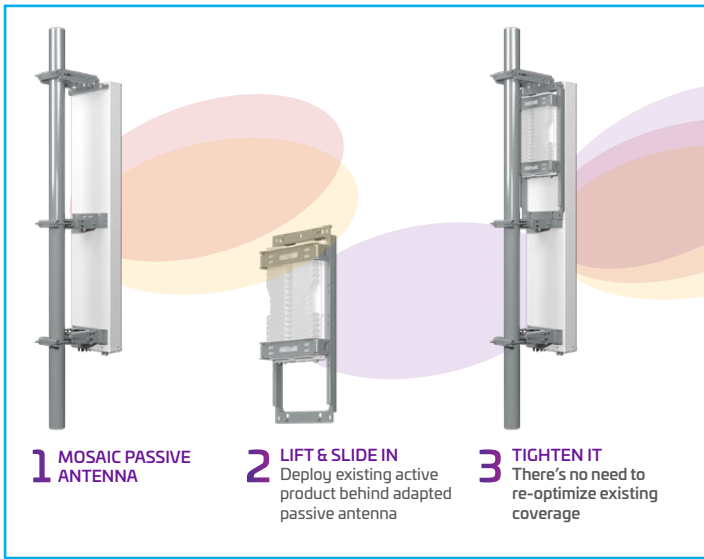 1 MOSAIC PASSIVE
ANTENNA
2 LIFT & SLIDE IN
Deploy existing active
product behind adapted
passive antenna
3 TIGHTEN IT
There's no need to
re-optimize existing
coverage